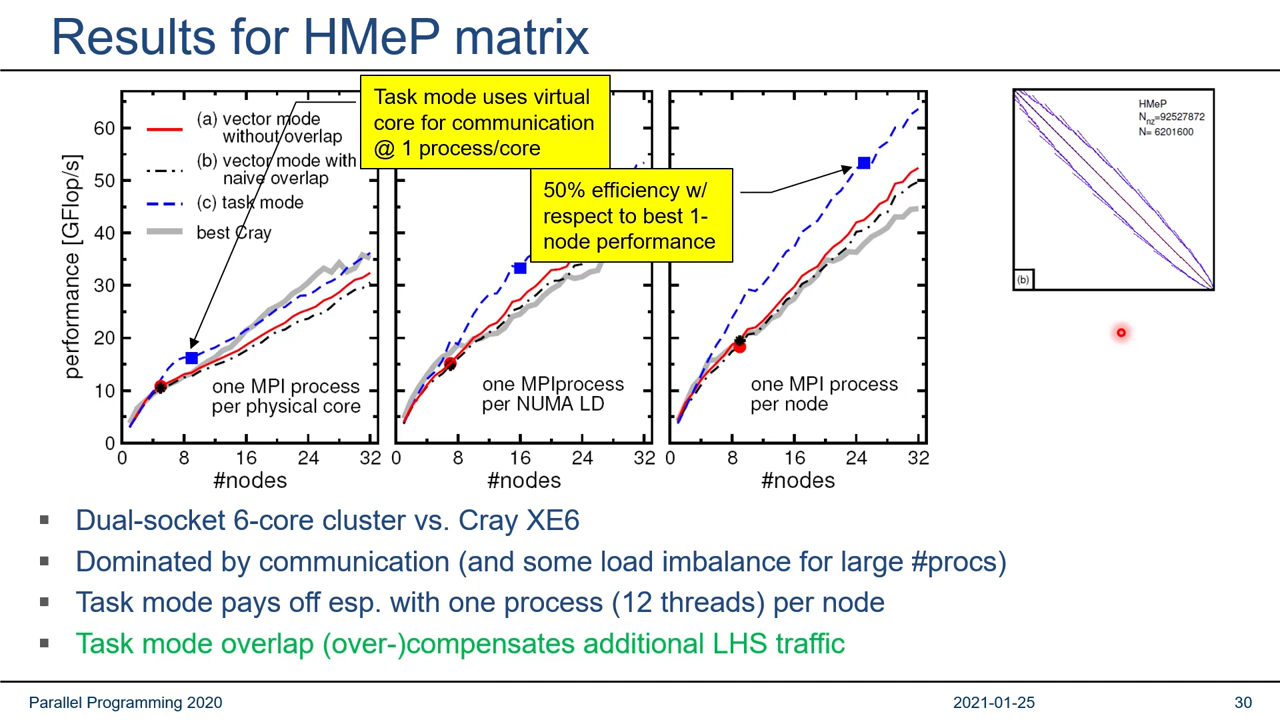 Results for HMeP matrix
Task mode uses virtual
core for communication
@ 1 process/core
50% efficiency w/
respect to best 1-
node performance
performance [GFlop/s]
60
50
40
30
20
10
0
(a) vector mode
without overlap
(b) vector mode with
naive overlap
(c) task mode
best Cray
one MPI process
per physical core
0 8 16 24 32
#nodes
one MPIprocess
per NUMA LD
0 8 16 24 32
#nodes
one MPI process
per node
0 8 16 24 32
#nodes
HMeP
Nnz=92527872
N= 6201600
(b)
▪ Dual-socket 6-core cluster vs. Cray XE6
▪ Dominated by communication (and some load imbalance for large #procs)
▪ Task mode pays off esp. with one process (12 threads) per node
▪ Task mode overlap (over-)compensates additional LHS traffic
Parallel Programming 2020
2021-01-25
30